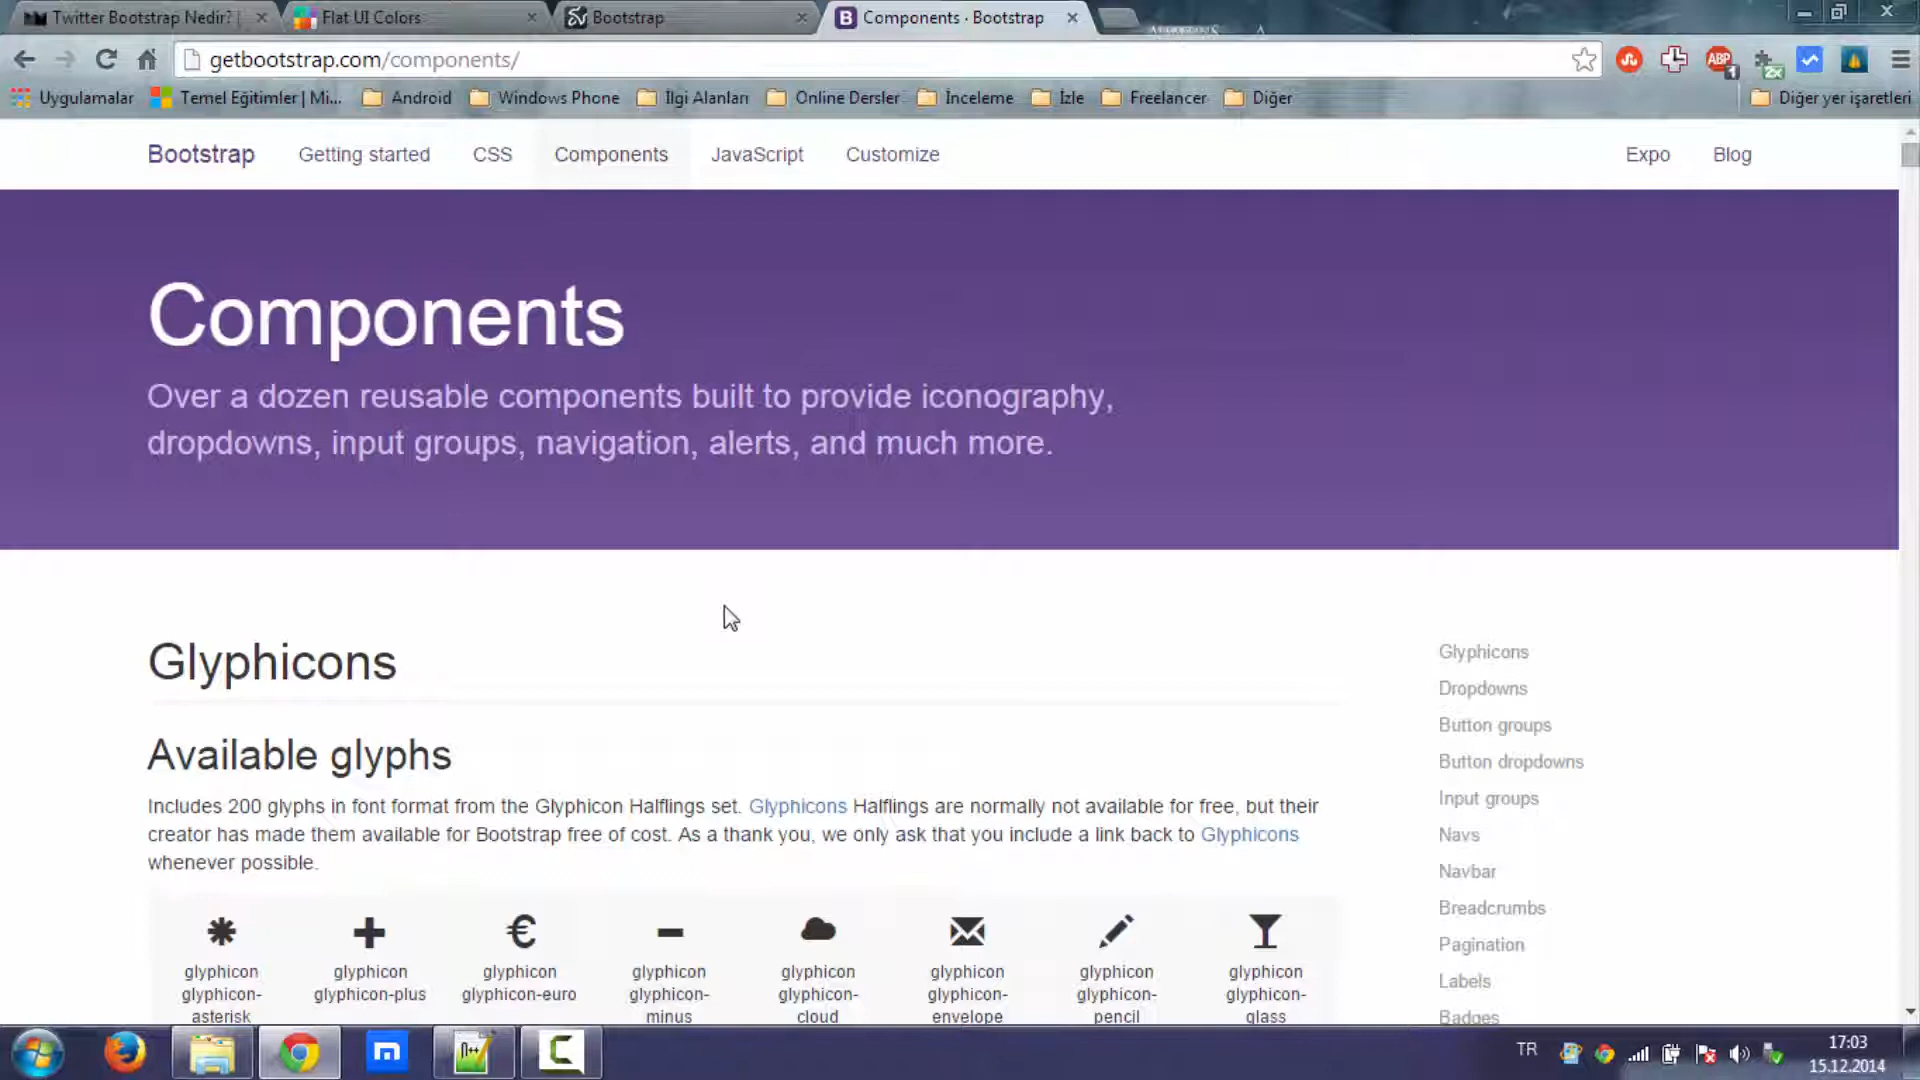 Twitter Bootstrap Nedir? |
Flat UI Colors
Bootstrap
Components · Bootstrap
getbootstrap.com/components/
ABP
1
2x
Uygulamalar
Temel Eğitimler | Mi...
Android
Windows Phone
İlgi Alanları
Online Dersler
İnceleme
İzle
Freelancer
Diğer
Diğer yer işaretleri
Bootstrap
Getting started
CSS
Components
JavaScript
Customize
Expo
Blog
Components
Over a dozen reusable components built to provide iconography,
dropdowns, input groups, navigation, alerts, and much more.
Glyphicons
Available glyphs
Includes 200 glyphs in font format from the Glyphicon Halflings set. Glyphicons Halflings are normally not available for free, but their
creator has made them available for Bootstrap free of cost. As a thank you, we only ask that you include a link back to Glyphicons
whenever possible.
glyphicon
glyphicon-
asterisk
glyphicon
glyphicon-plus
glyphicon
glyphicon-euro
glyphicon
glyphicon-
minus
glyphicon
glyphicon-
cloud
glyphicon
glyphicon-
envelope
glyphicon
glyphicon-
pencil
glyphicon
glyphicon-
glass
Glyphicons
Dropdowns
Button groups
Button dropdowns
Input groups
Navs
Navbar
Breadcrumbs
Pagination
Labels
Badges
TR
17:03
15.12.2014